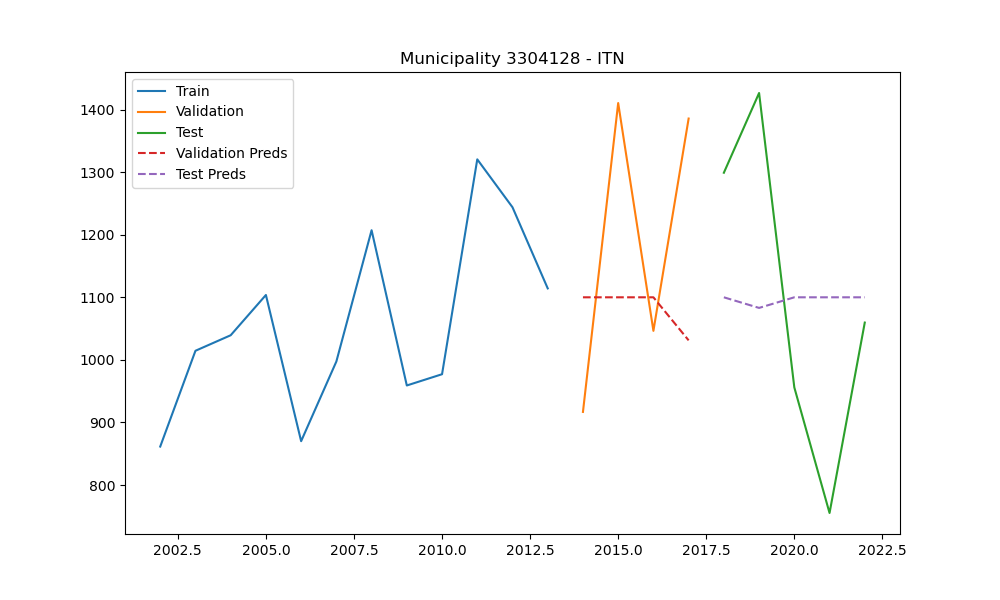 Municipality 3304128 - ITN
Train
Validation
Test
Validation Preds
Test Preds
1400
1300
1200
1100
1000
900
800
2002.5 2005.0 2007.5 2010.0 2012.5 2015.0 2017.5 2020.0 2022.5